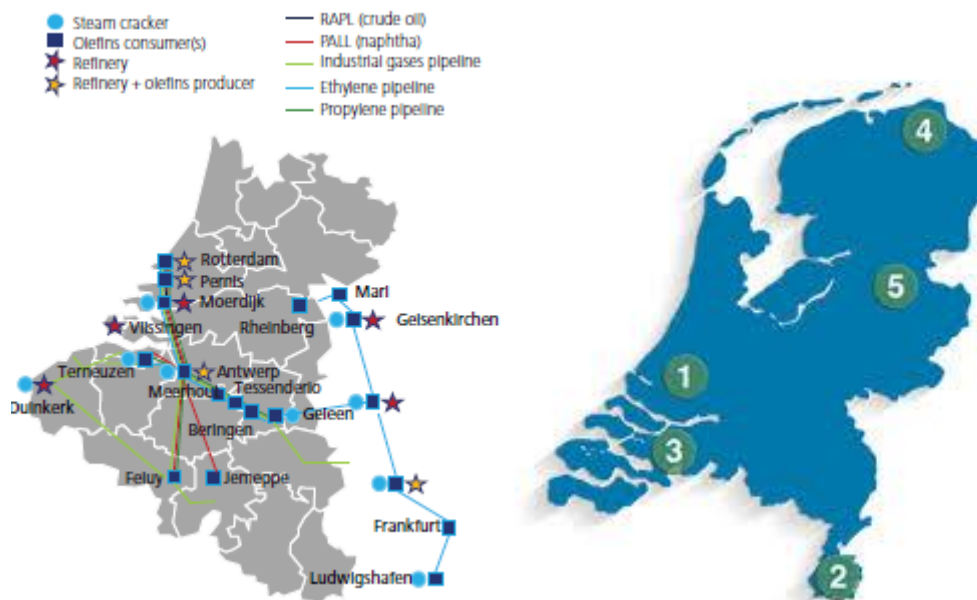 Steam cracker
Olefins consumer(s)
Refinery
Refinery + olefins producer
RAPL (crude oil)
PALL (naphtha)
Industrial gases pipeline
Ethylene pipeline
Propylene pipeline
Rotterdam
Pernis
Moerdijk
Vlissingen
Marl
Rheinberg
Gelsenkirchen
Terneuzen
Antwerp
Meerhout
Tessenderlo
Duinkerk
Beringen
Geleen
Feluy
Jemeppe
Frankfurt
Ludwigshafen
1
2
3
4
5